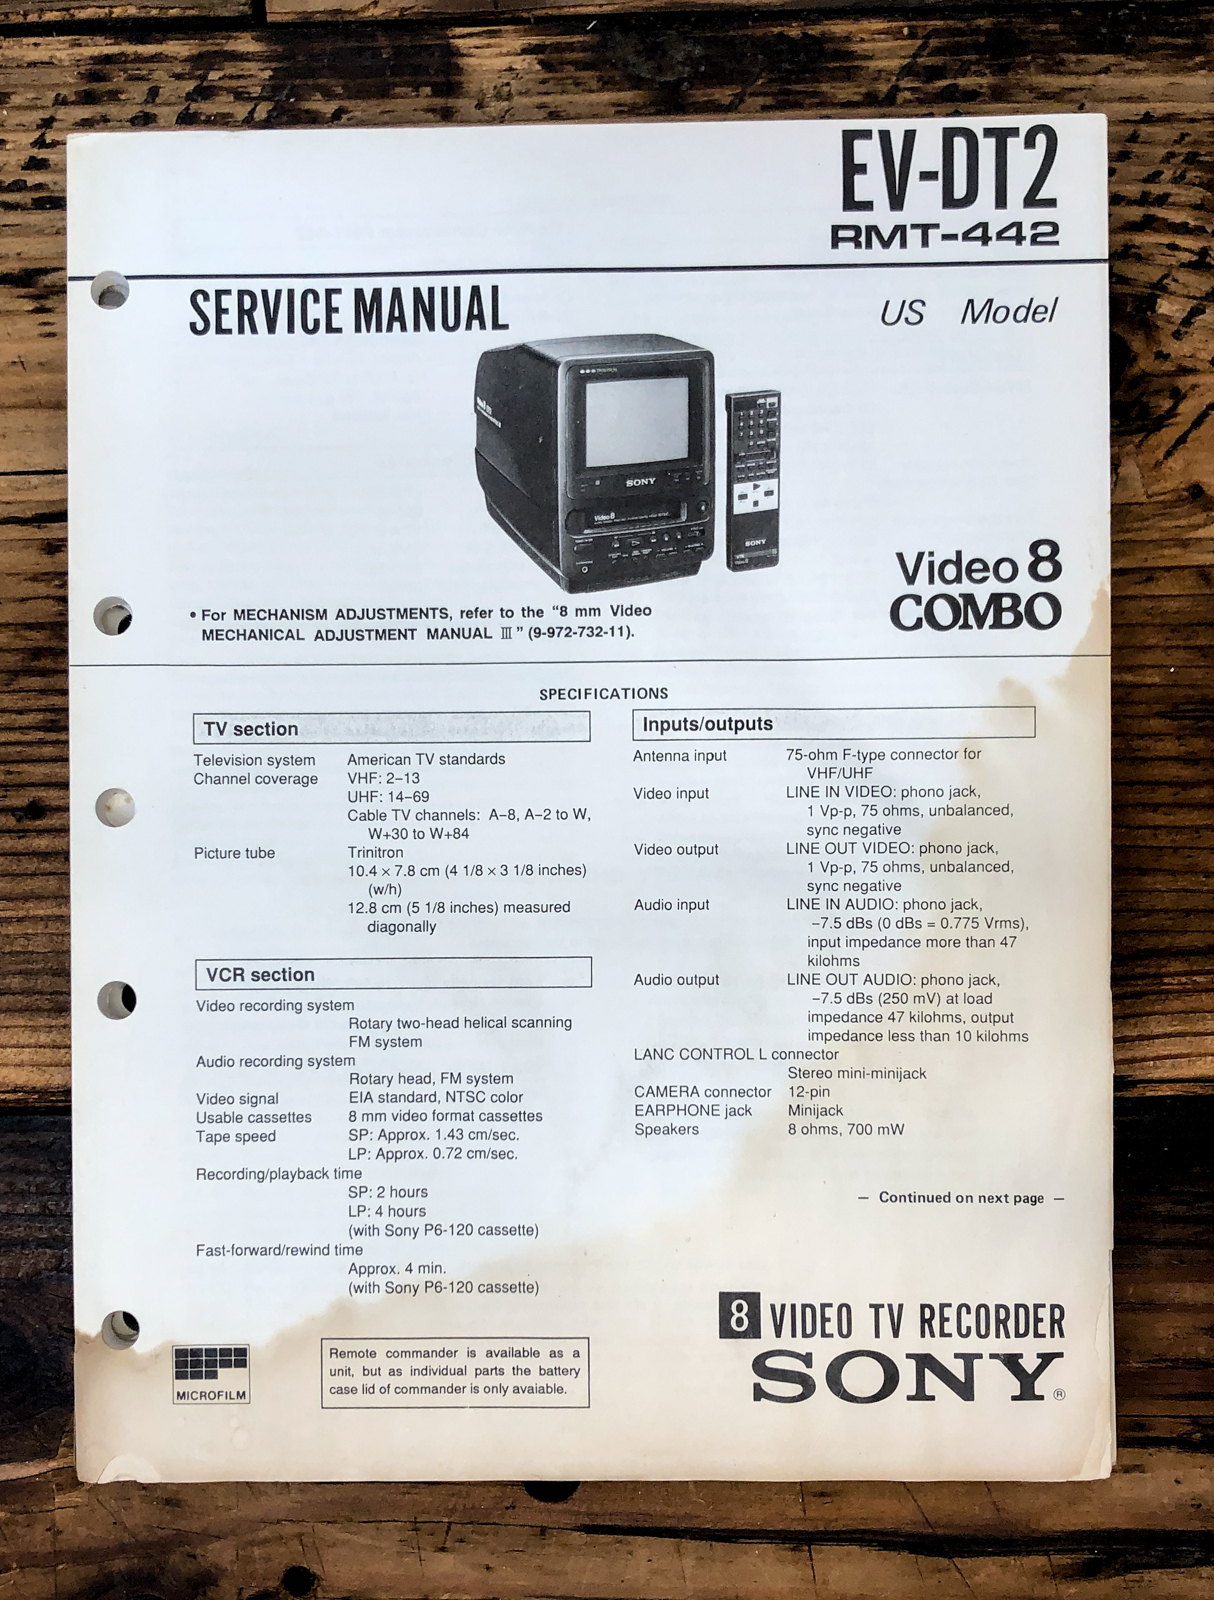 EV-DT2
RMT-442
SERVICE MANUAL
US Model
SONY
Video 8
SONY
Video 8
COMBO
• For MECHANISM ADJUSTMENTS, refer to the "8 mm Video
MECHANICAL ADJUSTMENT MANUAL III" (9-972-732-11).
SPECIFICATIONS
TV section
Television system American TV standards
Channel coverage VHF: 2–13
UHF: 14–69
Cable TV channels: A–8, A–2 to W,
W+30 to W+84
Picture tube Trinitron
10.4 × 7.8 cm (4 1/8 × 3 1/8 inches)
(w/h)
12.8 cm (5 1/8 inches) measured
diagonally
VCR section
Video recording system
Rotary two-head helical scanning
FM system
Audio recording system
Rotary head, FM system
Video signal EIA standard, NTSC color
Usable cassettes 8 mm video format cassettes
Tape speed SP: Approx. 1.43 cm/sec.
LP: Approx. 0.72 cm/sec.
Recording/playback time
SP: 2 hours
LP: 4 hours
(with Sony P6-120 cassette)
Fast-forward/rewind time
Approx. 4 min.
(with Sony P6-120 cassette)
Inputs/outputs
Antenna input 75-ohm F-type connector for
VHF/UHF
Video input LINE IN VIDEO: phono jack,
1 Vp-p, 75 ohms, unbalanced,
sync negative
Video output LINE OUT VIDEO: phono jack,
1 Vp-p, 75 ohms, unbalanced,
sync negative
Audio input LINE IN AUDIO: phono jack,
–7.5 dBs (0 dBs = 0.775 Vrms),
input impedance more than 47
kilohms
Audio output LINE OUT AUDIO: phono jack,
–7.5 dBs (250 mV) at load
impedance 47 kilohms, output
impedance less than 10 kilohms
LANC CONTROL L connector
Stereo mini-minijack
CAMERA connector 12-pin
EARPHONE jack Minijack
Speakers 8 ohms, 700 mW
– Continued on next page –
MICROFILM
Remote commander is available as a
unit, but as individual parts the battery
case lid of commander is only avaiable.
8 VIDEO TV RECORDER
SONY®